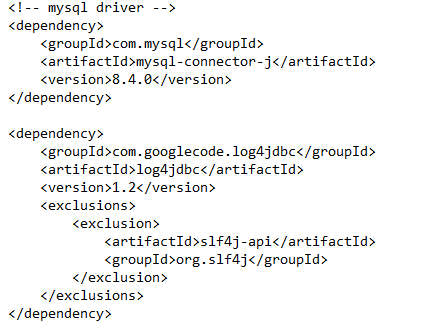 <!-- mysql driver -->
<dependency>
    <groupId>com.mysql</groupId>
    <artifactId>mysql-connector-j</artifactId>
    <version>8.4.0</version>
</dependency>

<dependency>
    <groupId>com.googlecode.log4jdbc</groupId>
    <artifactId>log4jdbc</artifactId>
    <version>1.2</version>
    <exclusions>
        <exclusion>
            <artifactId>slf4j-api</artifactId>
            <groupId>org.slf4j</groupId>
        </exclusion>
    </exclusions>
</dependency>